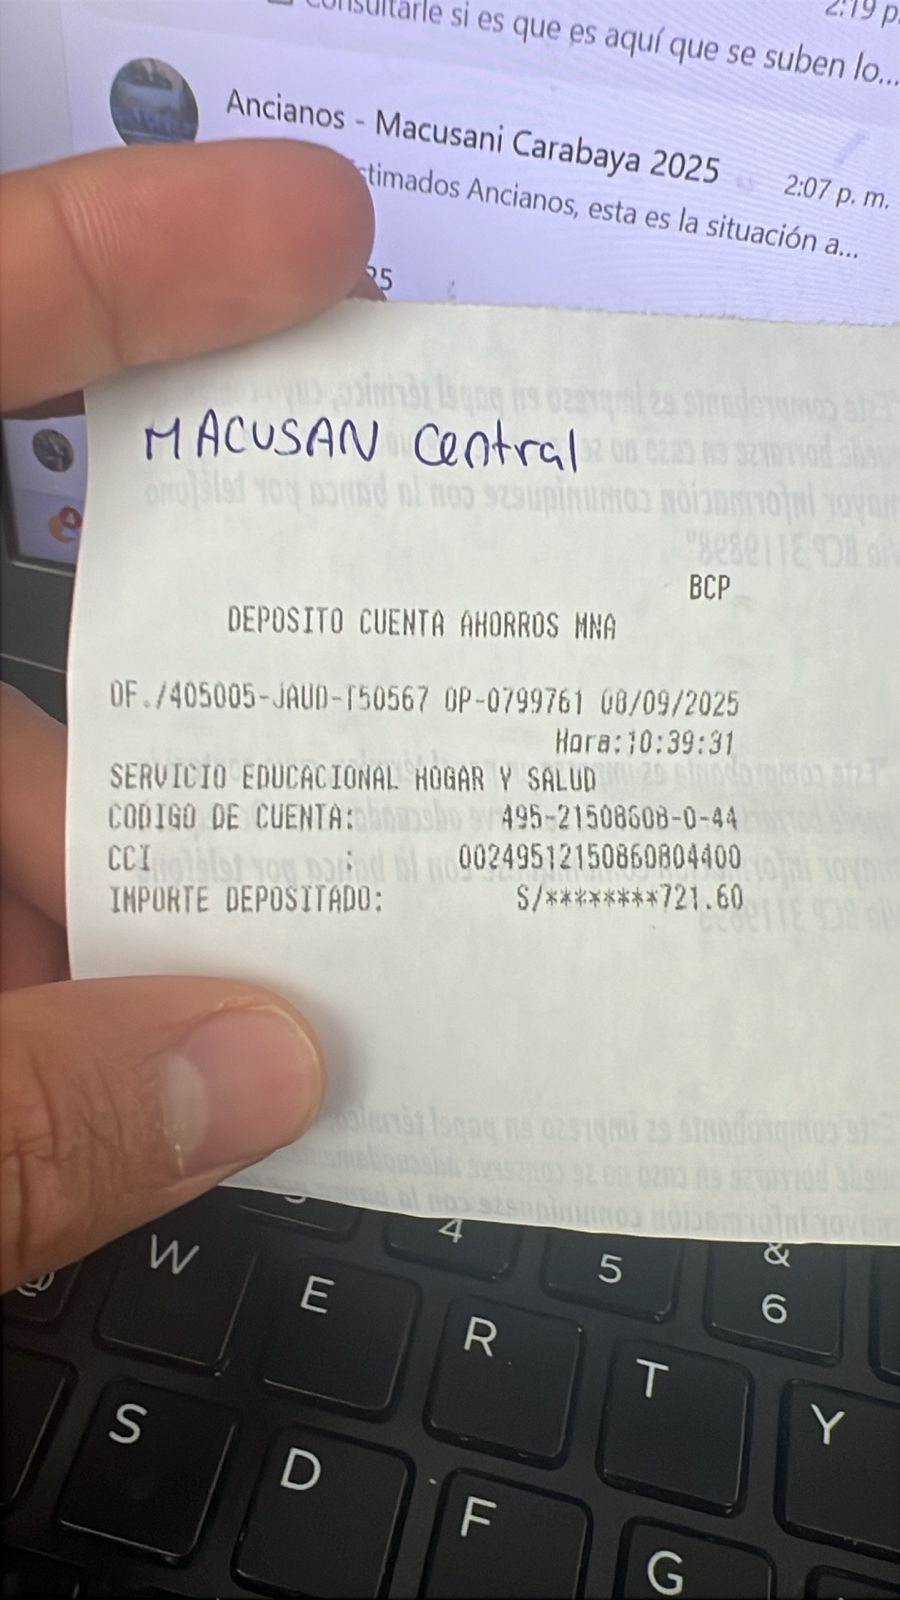 Consultarle si es que es aquí que se suben lo...
2:19 p.
Ancianos - Macusani Carabaya 2025
2:07 p. m.
timados Ancianos, esta es la situación a...
25
MACUSAN Central
BCP
DEPOSITO CUENTA AHORROS MNA
OF./405005-JAUD-T50567 OP-0799761 08/09/2025
Hora:10:39:31
SERVICIO EDUCACIONAL HOGAR Y SALUD
CODIGO DE CUENTA: 495-21508608-0-44
CCI : 00249512150860804400
IMPORTE DEPOSITADO: S/********721.60
4
5
&
6
@
W
E
R
T
Y
S
D
F
G